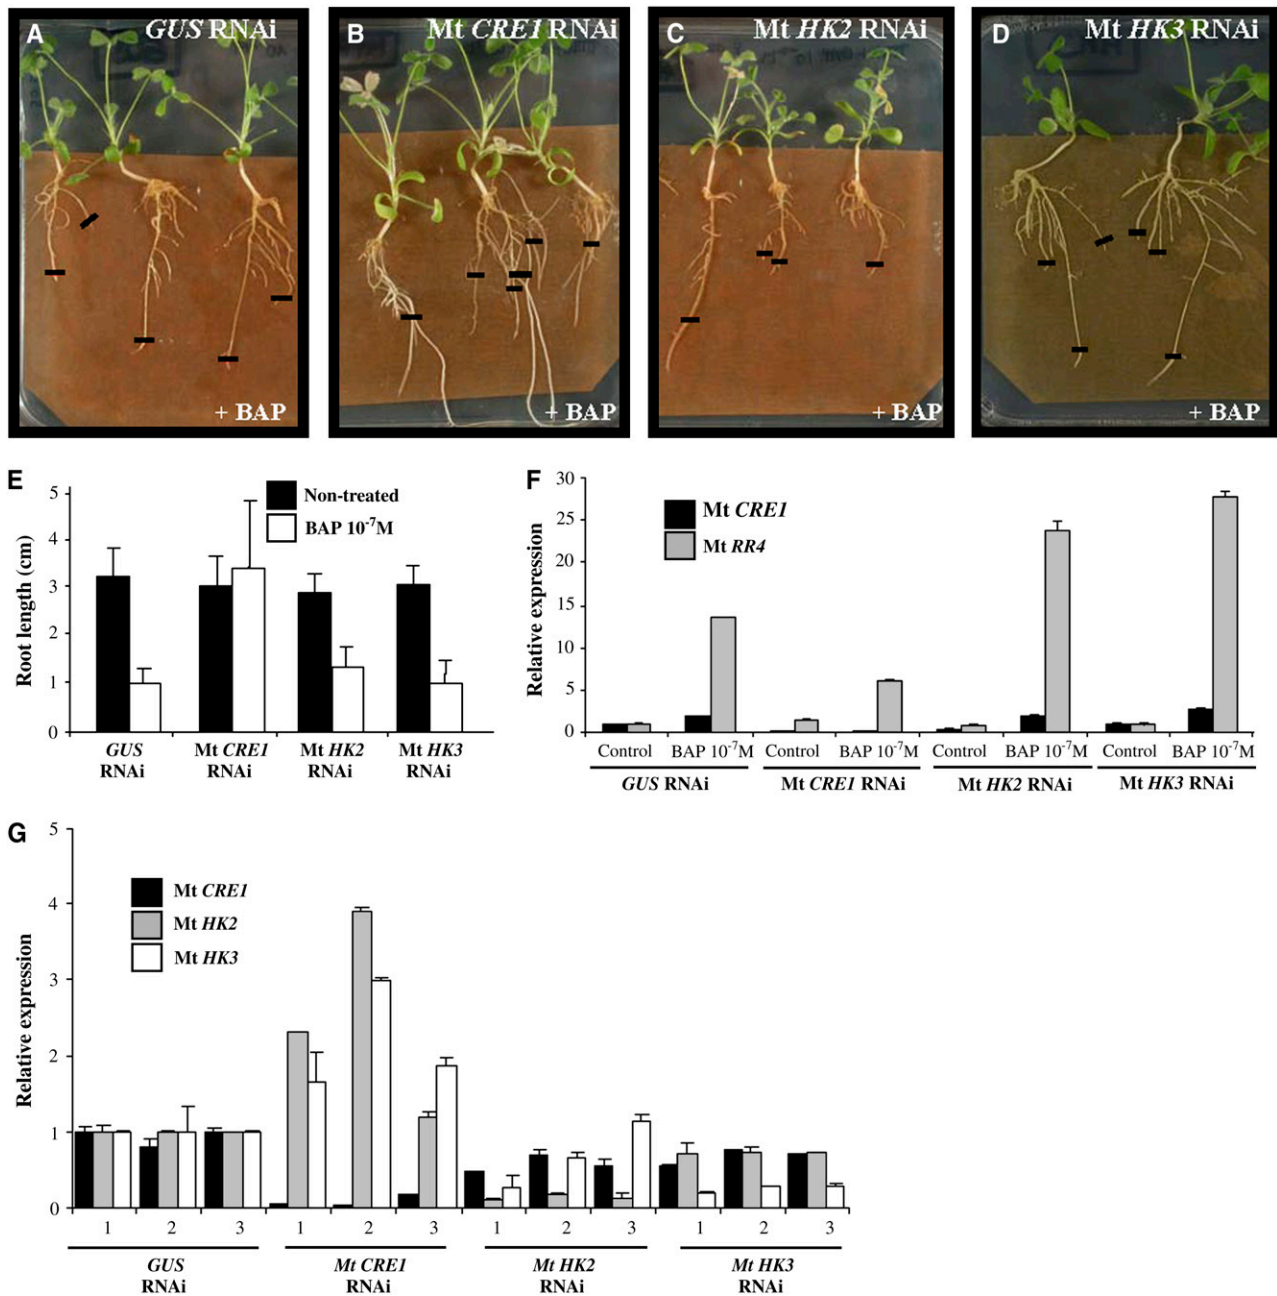 A
GUS RNAi
+ BAP
B
Mt CRE1 RNAi
+ BAP
C
Mt HK2 RNAi
+ BAP
D
Mt HK3 RNAi
+ BAP
E
Root length (cm)
5
4
3
2
1
0
Non-treated
BAP 10⁻⁷M
GUS Mt CRE1 Mt HK2 Mt HK3
RNAi RNAi RNAi RNAi
F
Relative expression
30
25
20
15
10
5
0
Mt CRE1
Mt RR4
Control BAP 10⁻⁷M Control BAP 10⁻⁷M Control BAP 10⁻⁷M Control BAP 10⁻⁷M
GUS RNAi Mt CRE1 RNAi Mt HK2 RNAi Mt HK3 RNAi
G
Relative expression
5
4
3
2
1
0
Mt CRE1
Mt HK2
Mt HK3
1 2 3 1 2 3 1 2 3 1 2 3
GUS Mt CRE1 Mt HK2 Mt HK3
RNAi RNAi RNAi RNAi